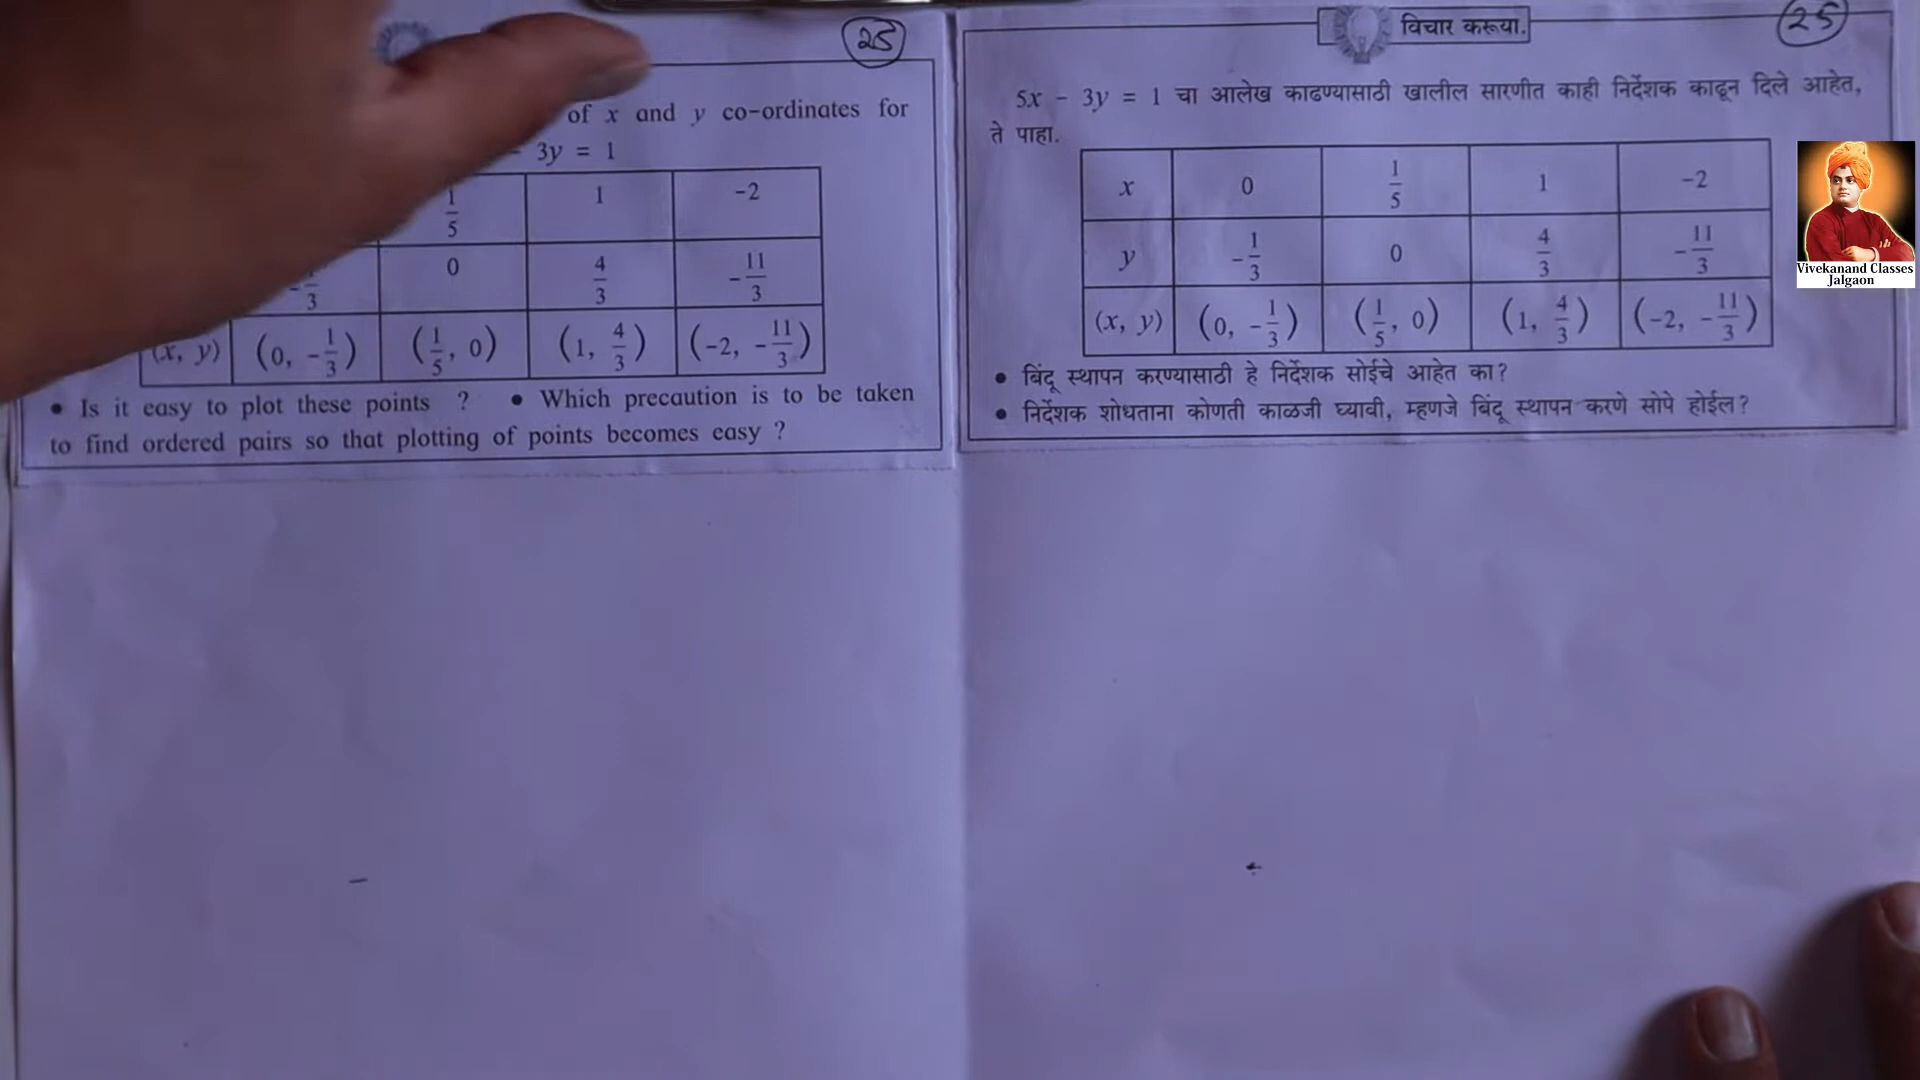 25
of x and y co-ordinates for
- 3y = 1
1/5 1 -2
-1/3 0 4/3 -11/3
(x, y) (0, -1/3) (1/5, 0) (1, 4/3) (-2, -11/3)
• Is it easy to plot these points ? • Which precaution is to be taken
to find ordered pairs so that plotting of points becomes easy ?
विचार करूया.
25
5x - 3y = 1 चा आलेख काढण्यासाठी खालील सारणीत काही निर्देशक काढून दिले आहेत,
ते पाहा.
x 0 1/5 1 -2
y -1/3 0 4/3 -11/3
(x, y) (0, -1/3) (1/5, 0) (1, 4/3) (-2, -11/3)
• बिंदू स्थापन करण्यासाठी हे निर्देशक सोईचे आहेत का?
• निर्देशक शोधताना कोणती काळजी घ्यावी, म्हणजे बिंदू स्थापन करणे सोपे होईल?
Vivekanand Classes
Jalgaon